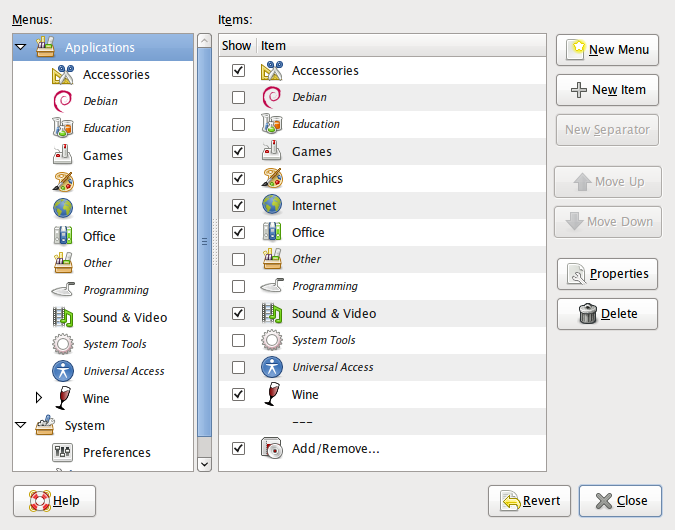 Menus:
Applications
Accessories
Debian
Education
Games
Graphics
Internet
Office
Other
Programming
Sound & Video
System Tools
Universal Access
Wine
System
Preferences
Items:
Show Item
Accessories
Debian
Education
Games
Graphics
Internet
Office
Other
Programming
Sound & Video
System Tools
Universal Access
Wine
---
Add/Remove...
New Menu
New Item
New Separator
Move Up
Move Down
Properties
Delete
Help
Revert
Close